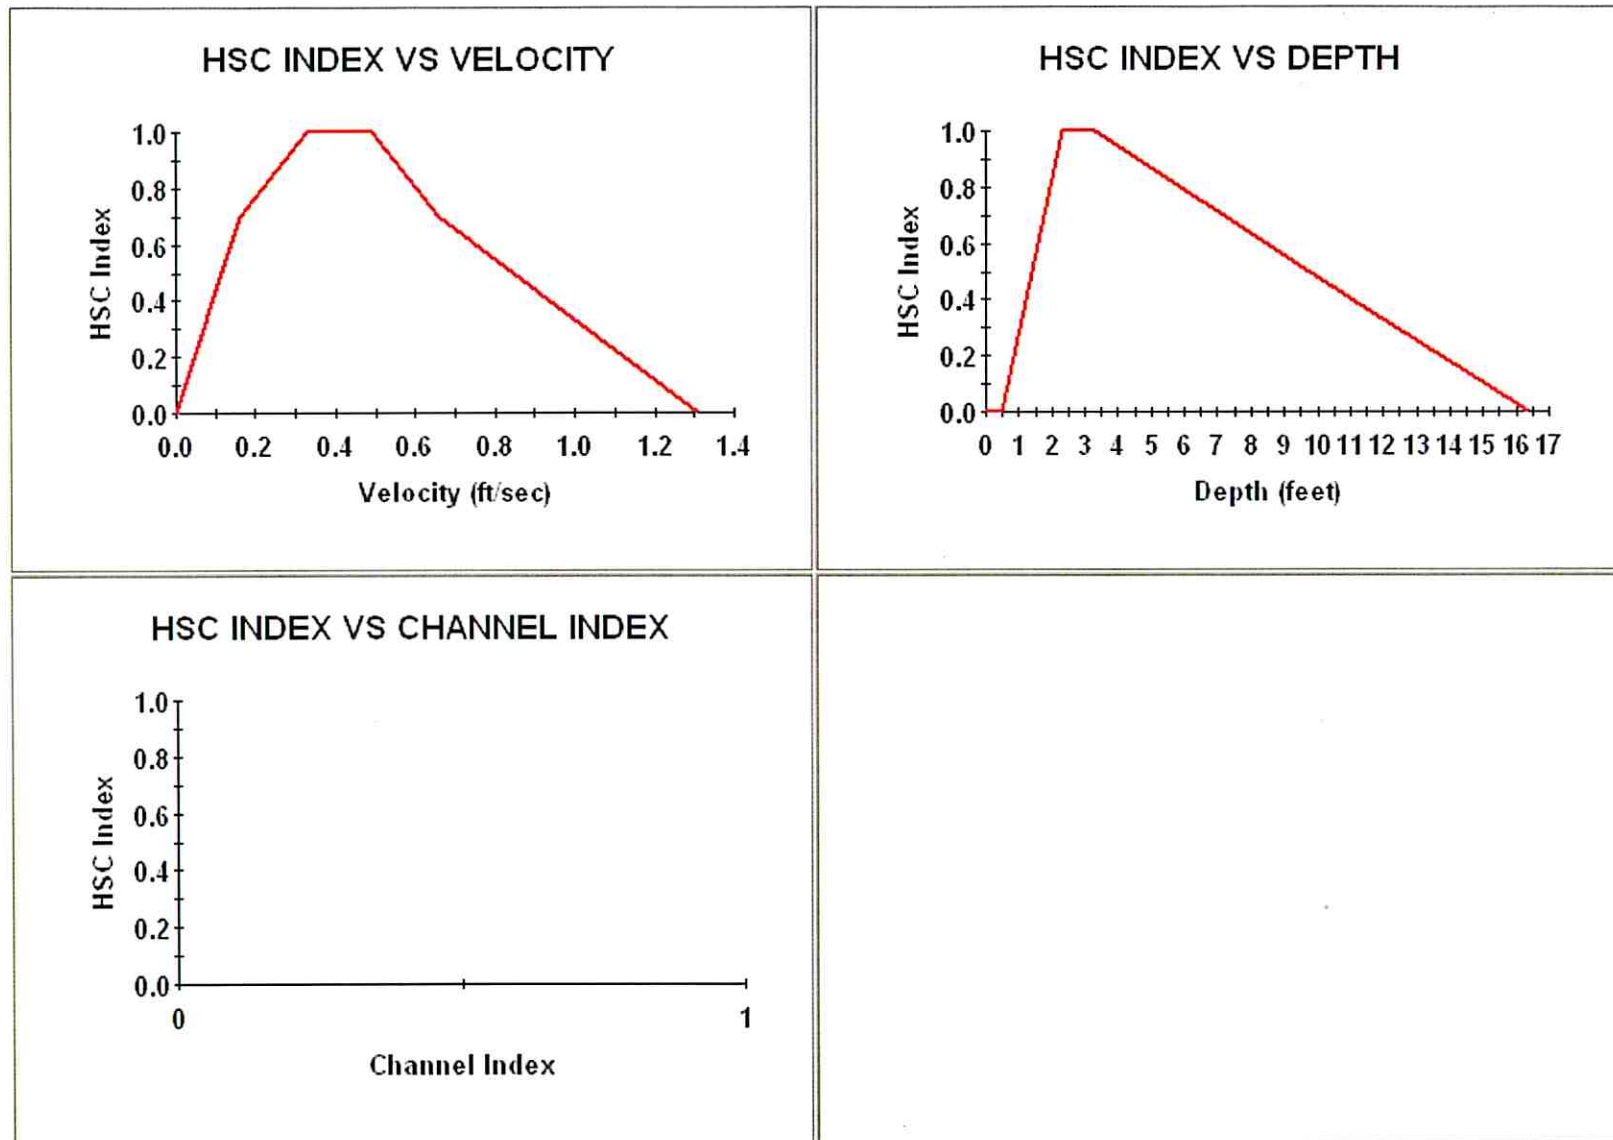 HSC INDEX VS VELOCITY
1.0
0.8
0.6
0.4
0.2
0.0
HSC Index
0.0 0.2 0.4 0.6 0.8 1.0 1.2 1.4
Velocity (ft/sec)
HSC INDEX VS DEPTH
1.0
0.8
0.6
0.4
0.2
0.0
HSC Index
0 1 2 3 4 5 6 7 8 9 10 11 12 13 14 15 16 17
Depth (feet)
HSC INDEX VS CHANNEL INDEX
1.0
0.8
0.6
0.4
0.2
0.0
HSC Index
0 1
Channel Index